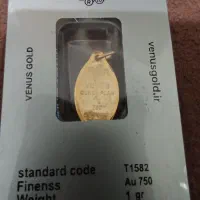 VENUS GOLD
venusgold.ir
standard code T1582
Finenss Au 750
Weight 1 gr